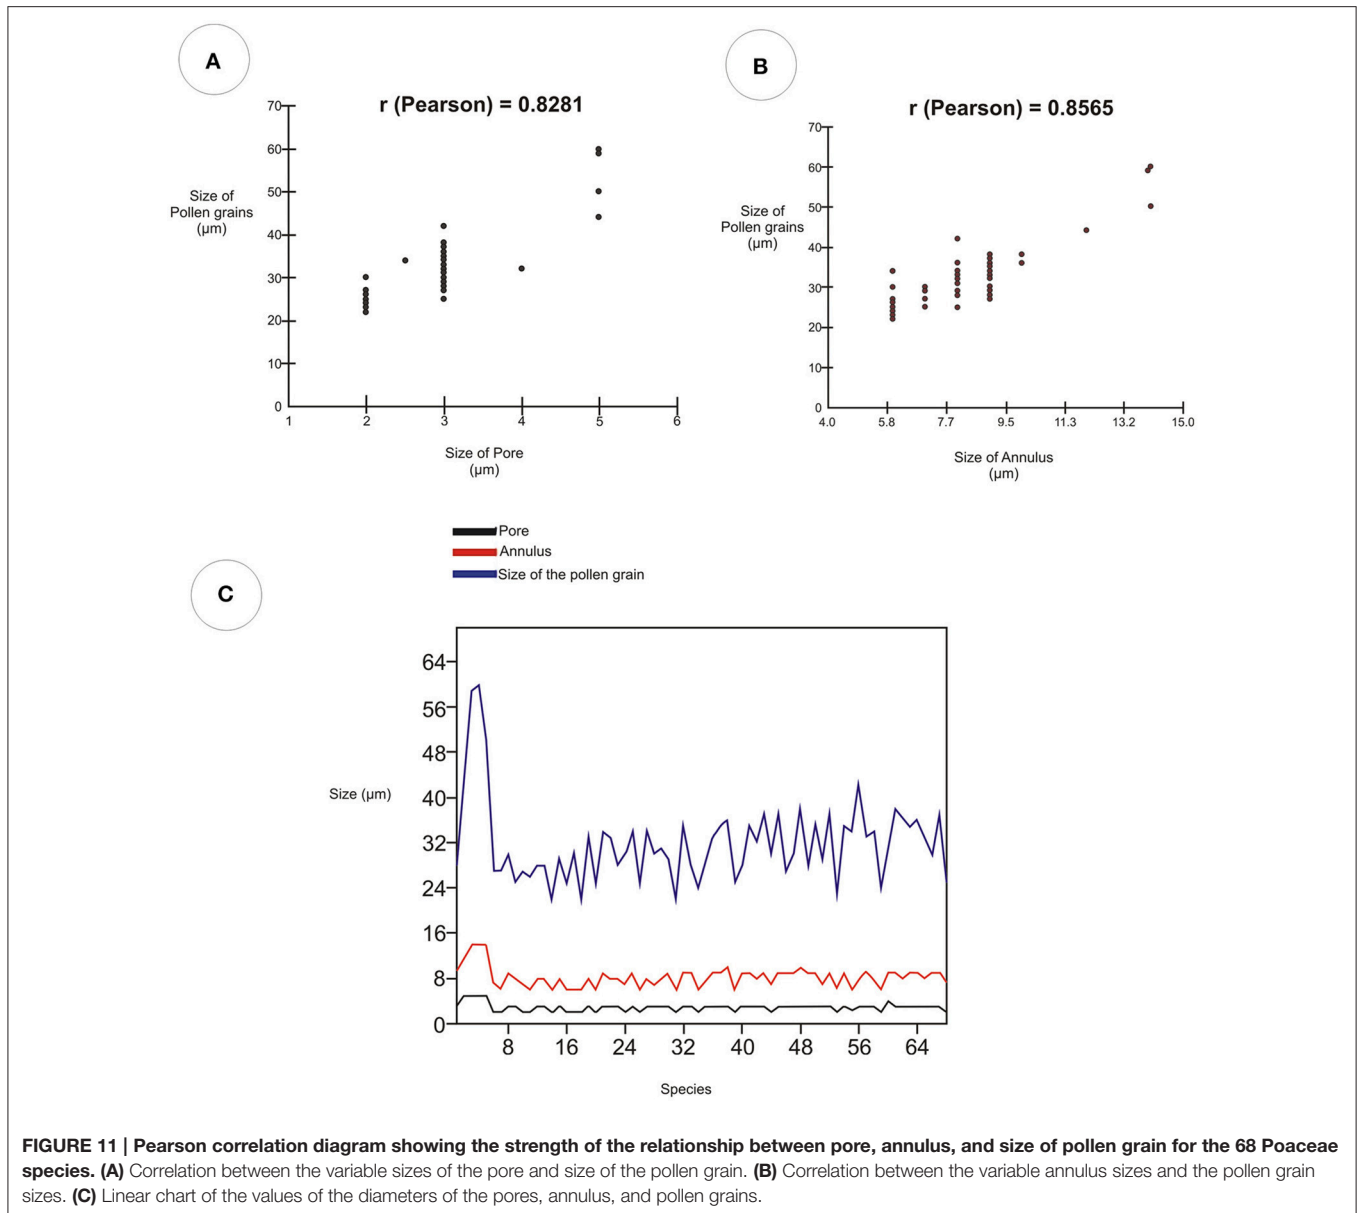 A
r (Pearson) = 0.8281
70
60
50
40
30
20
10
0
Size of
Pollen grains
(µm)
1 2 3 4 5 6
Size of Pore
(µm)
B
r (Pearson) = 0.8565
70
60
50
40
30
20
10
0
Size of
Pollen grains
(µm)
4.0 5.8 7.7 9.5 11.3 13.2 15.0
Size of Annulus
(µm)
Pore
Annulus
Size of the pollen grain
C
64
56
48
40
32
24
16
8
0
Size (µm)
8 16 24 32 40 48 56 64
Species
FIGURE 11 | Pearson correlation diagram showing the strength of the relationship between pore, annulus, and size of pollen grain for the 68 Poaceae
species. (A) Correlation between the variable sizes of the pore and size of the pollen grain. (B) Correlation between the variable annulus sizes and the pollen grain
sizes. (C) Linear chart of the values of the diameters of the pores, annulus, and pollen grains.